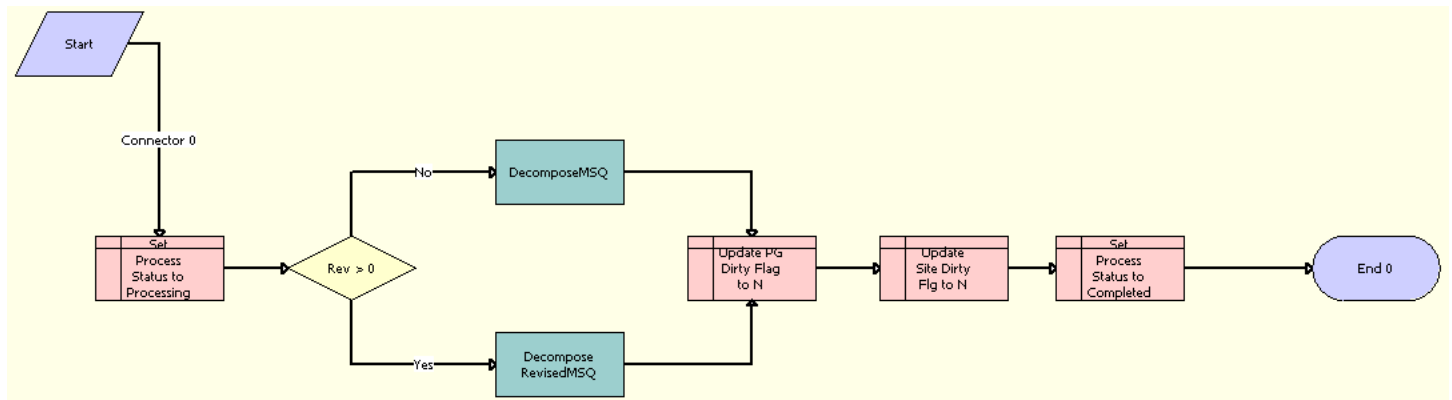 Start
Connector 0
Set
Process
Status to
Processing
Rev > 0
No
Yes
DecomposeMSQ
Decompose
RevisedMSQ
Update PG
Dirty Flag
to N
Update
Site Dirty
Flg to N
Set
Process
Status to
Completed
End 0